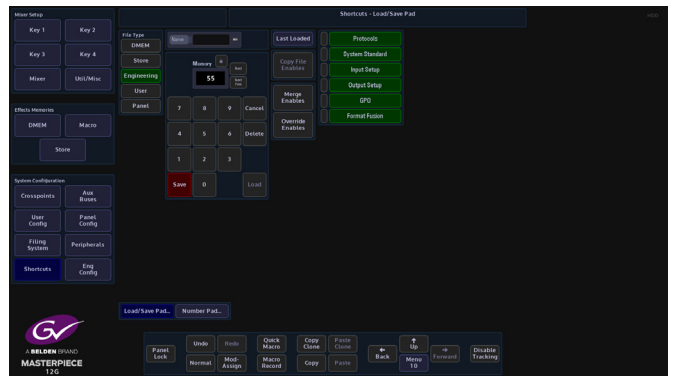 Mixer Setup
Shortcuts - Load/Save Pad
Key 1
Key 2
Key 3
Key 4
Mixer
Util/Misc
Effects Memories
DMEM
Macro
Store
System Configuration
Crosspoints
Aux
Buses
User
Config
Panel
Config
Filing
System
Peripherals
Shortcuts
Eng
Config
File Type
DMEM
Store
Engineering
User
Panel
Name
Memory
55
7
8
9
Cancel
4
5
6
Delete
1
2
3
Save
0
Load
Last Loaded
Copy File
Enables
Merge
Enables
Override
Enables
Protocols
System Standard
Input Setup
Output Setup
GPO
Format Fusion
Load/Save Pad..
Number Pad..
GV
A BELDEN BRAND
MASTERPIECE
12G
Panel
Lock
Undo
Redo
Quick
Macro
Copy
Clone
Paste
Clone
Normal
Mod-
Assign
Macro
Record
Copy
Paste
Back
Up
Menu
10
Forward
Disable
Tracking